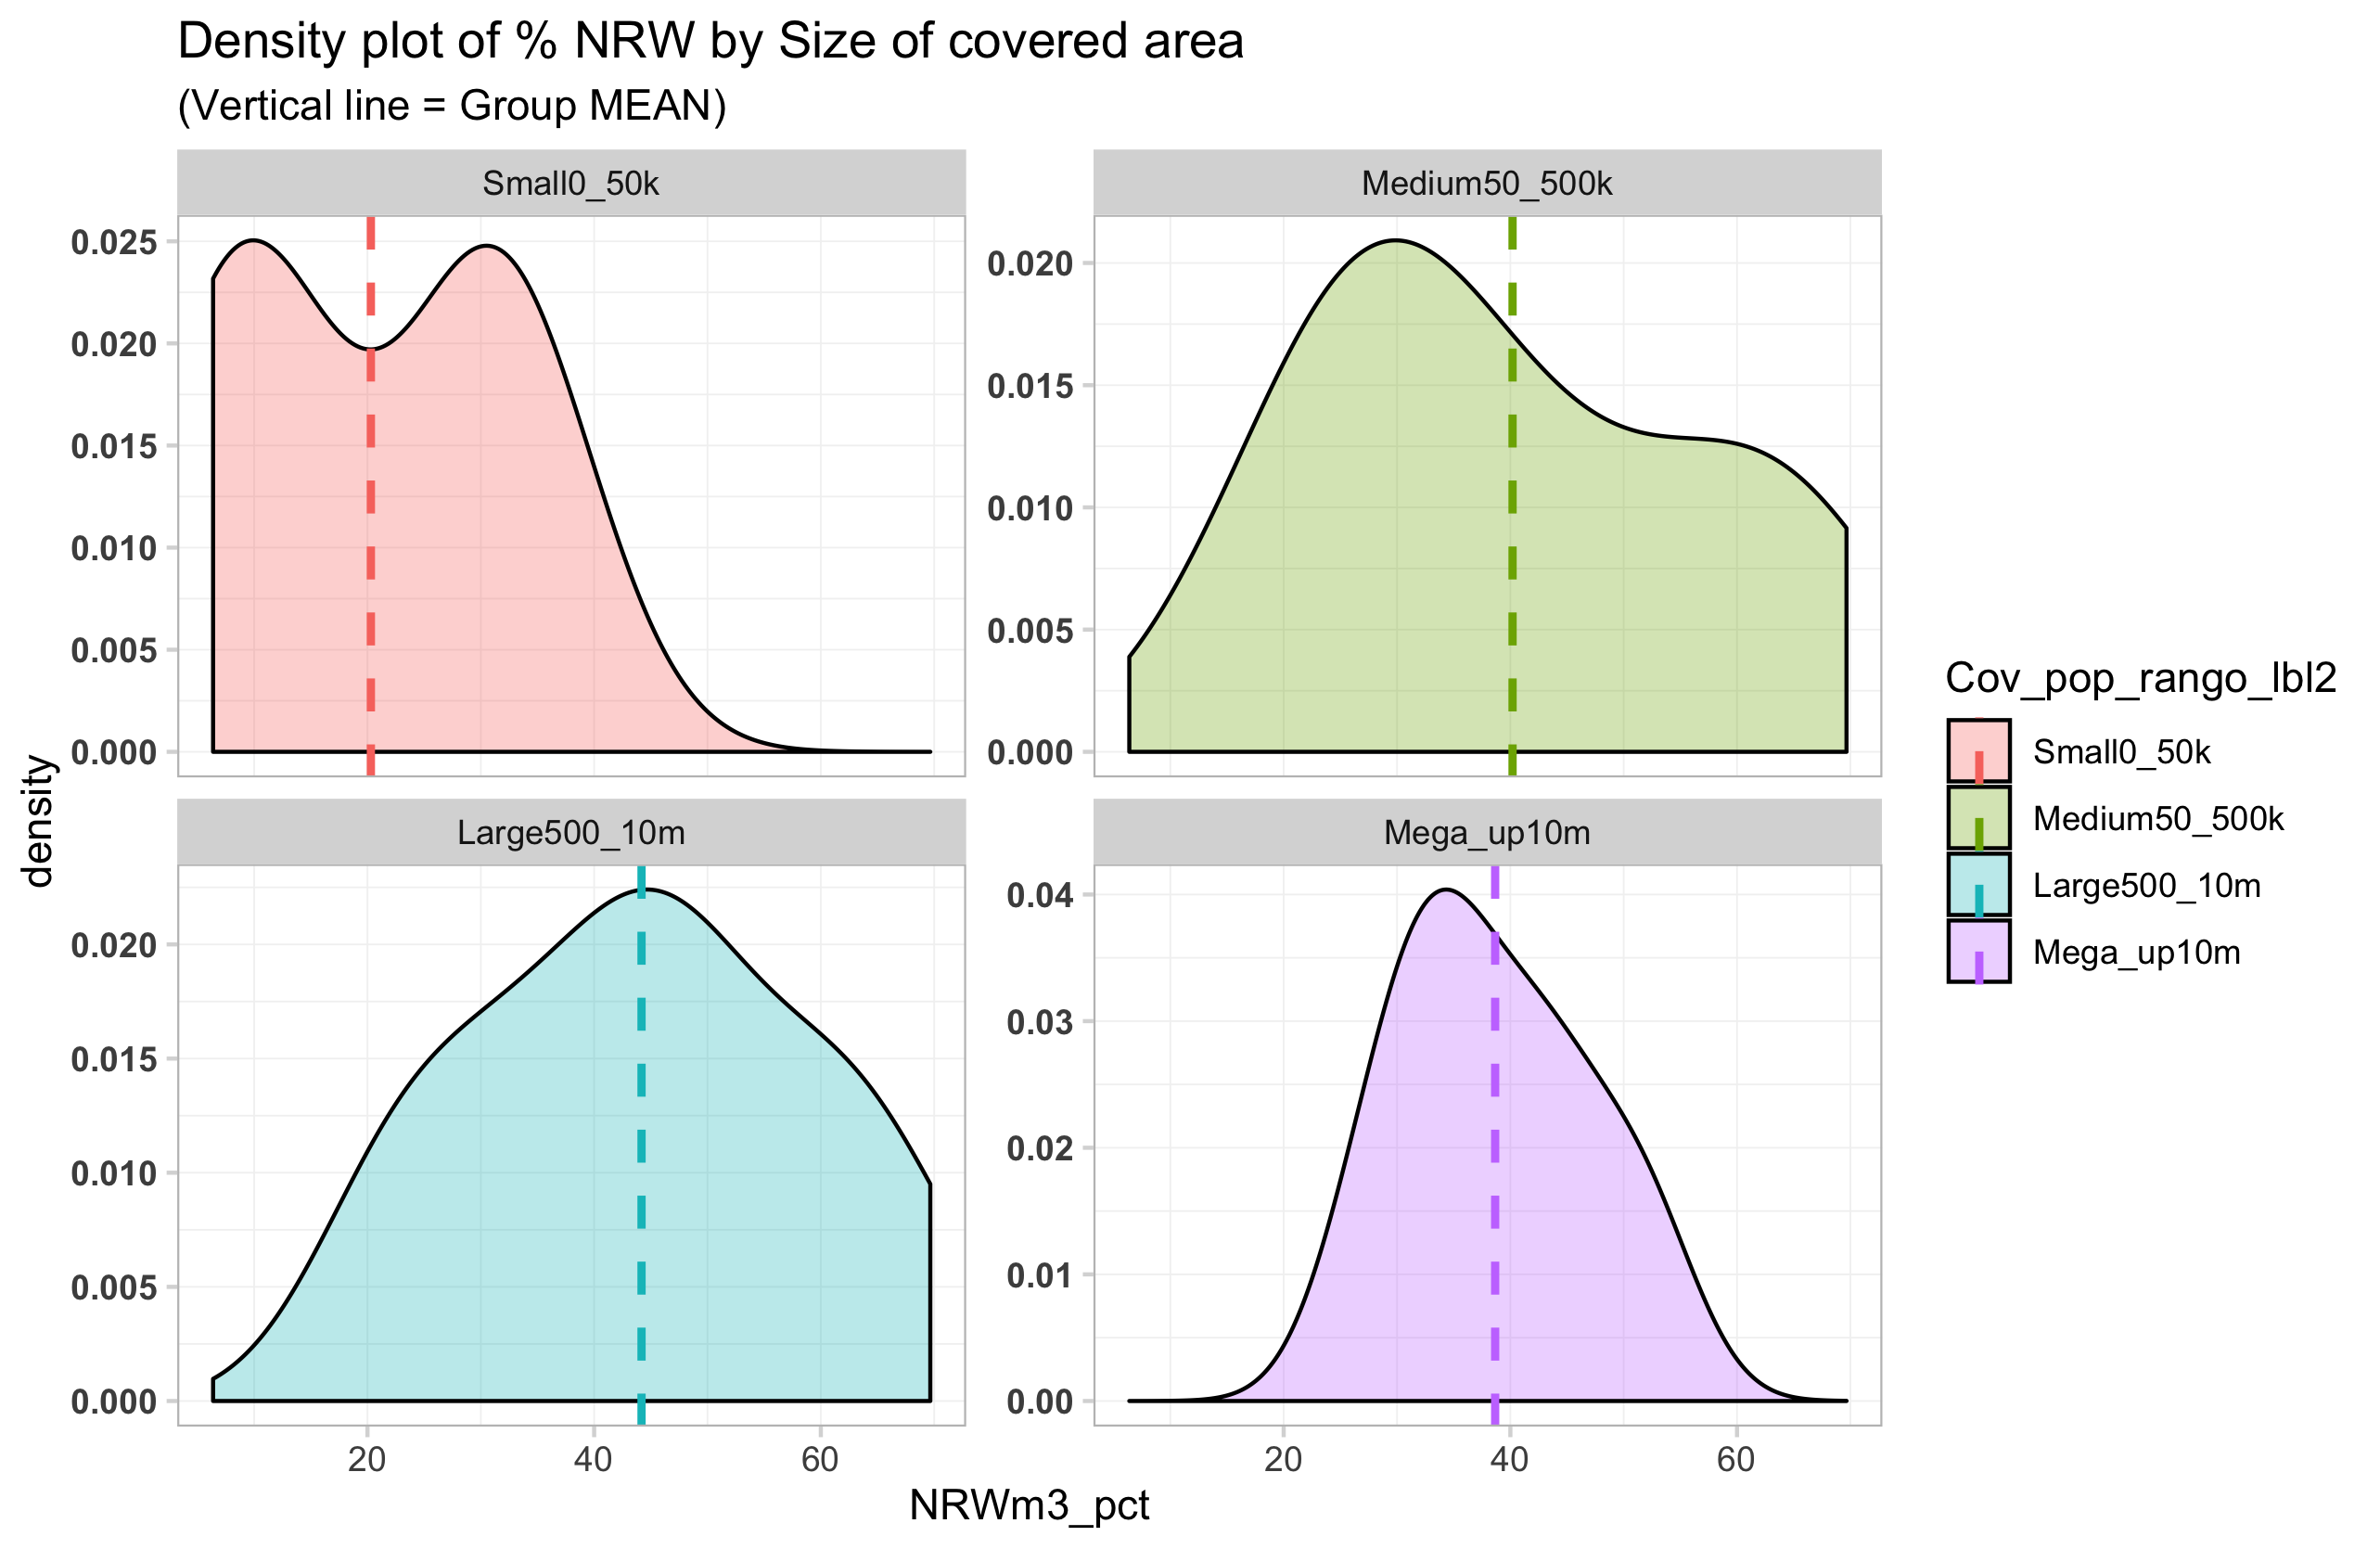 Density plot of % NRW by Size of covered area
(Vertical line = Group MEAN)
Small0_50k
Medium50_500k
0.025
0.020
0.015
0.010
0.005
0.000
0.020
0.015
0.010
0.005
0.000
Large500_10m
Mega_up10m
0.020
0.015
0.010
0.005
0.000
0.04
0.03
0.02
0.01
0.00
20
40
60
20
40
60
density
NRWm3_pct
Cov_pop_rango_lbl2
Small0_50k
Medium50_500k
Large500_10m
Mega_up10m